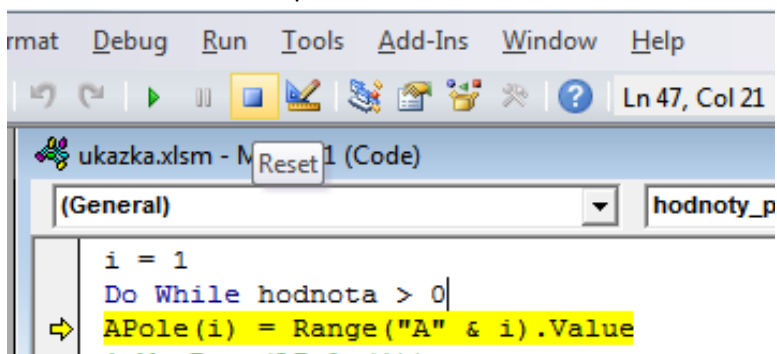 rmat Debug Run Tools Add-Ins Window Help
Ln 47, Col 21
ukazka.xlsm - M 1 (Code)
Reset
(General) hodnoty_p
i = 1
Do While hodnota > 0
APole(i) = Range("A" & i).Value